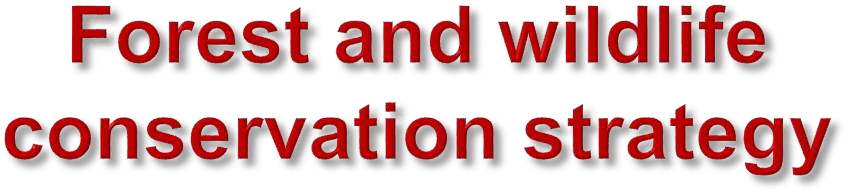 Forest and wildlife
conservation strategy